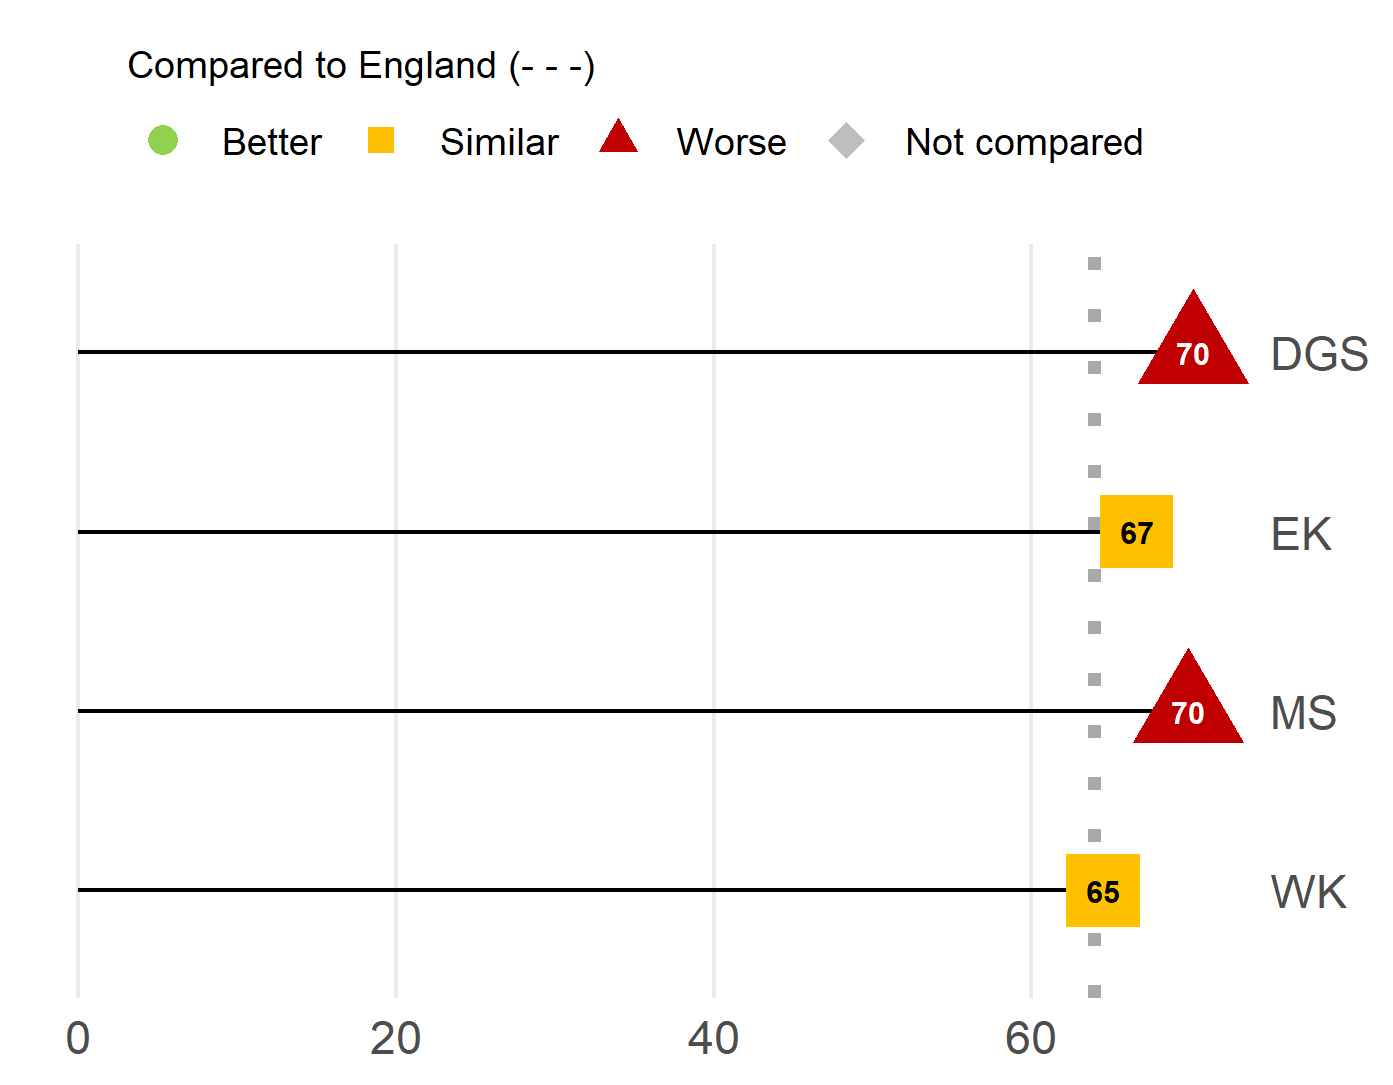 Compared to England (- - -)
Better Similar Worse Not compared
70 DGS
67 EK
70 MS
65 WK
0 20 40 60